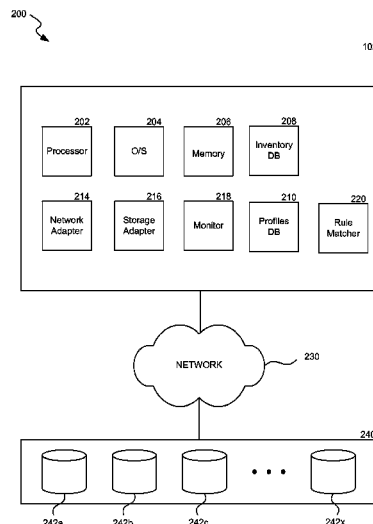 200
10
202
204
206
208
Processor
O/S
Memory
Inventory
DB
214
216
218
210
220
Network
Adapter
Storage
Adapter
Monitor
Profiles
DB
Rule
Matcher
NETWORK
230
240
242a
242b
242c
242x